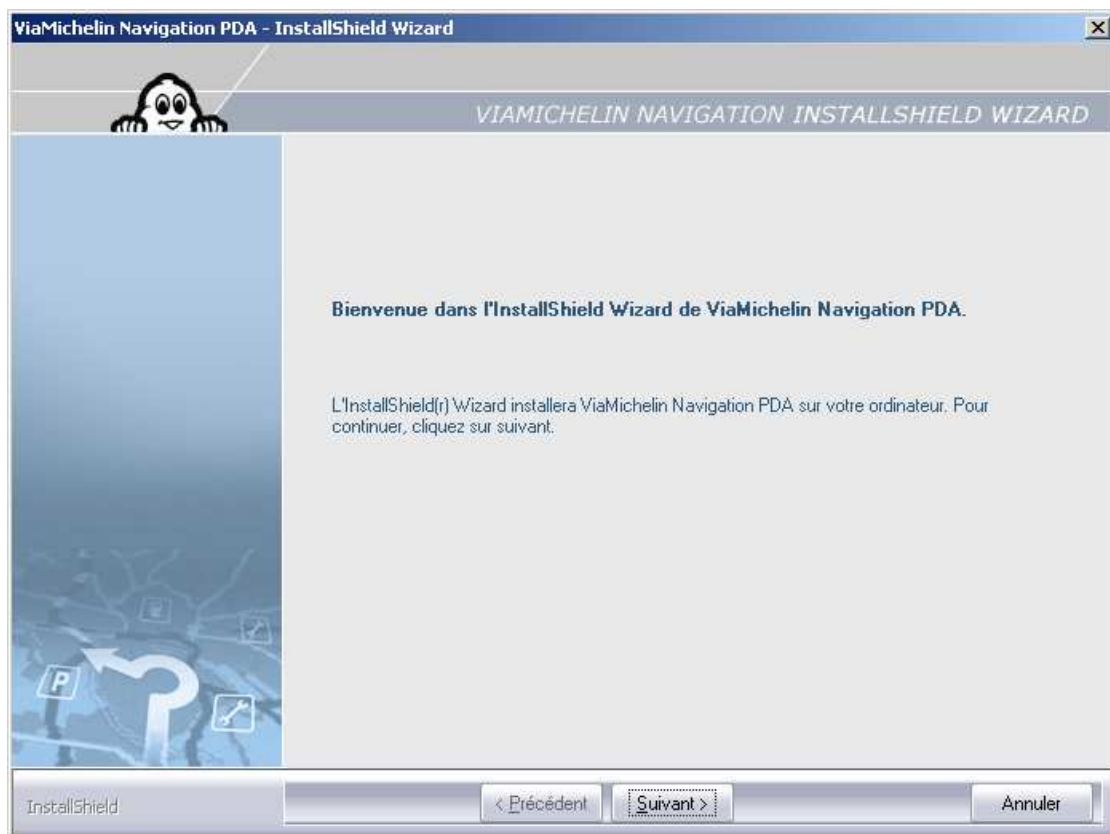 ViaMichelin Navigation PDA - InstallShield Wizard
VIAMICHELIN NAVIGATION INSTALLSHIELD WIZARD
Bienvenue dans l'InstallShield Wizard de ViaMichelin Navigation PDA.
L'InstallShield(r) Wizard installera ViaMichelin Navigation PDA sur votre ordinateur. Pour
continuer, cliquez sur suivant.
P
InstallShield
< Précédent
Suivant >
Annuler